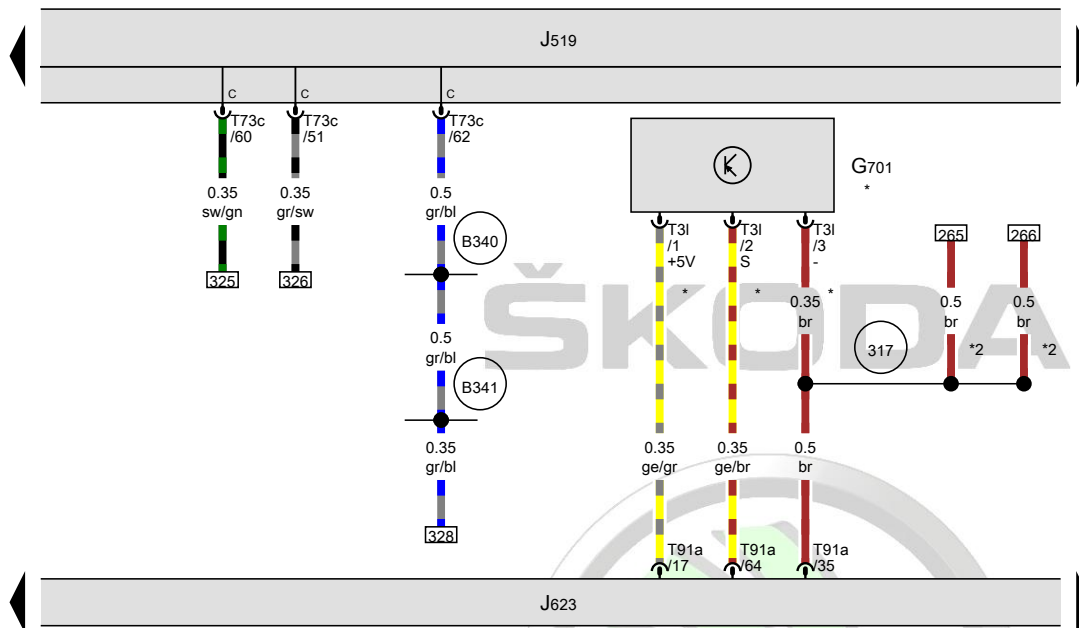 J519
C C C
T73c /60
T73c /51
T73c /62
0.35 sw/gn
0.35 gr/sw
0.5 gr/bl
325
326
B340
0.5 gr/bl
B341
0.35 gr/bl
328
G701
*
T3l /1 +5V
T3l /2 S
T3l /3 -
* * *
0.35 br
265
266
0.5 br *2
0.5 br *2
317
ŠKODA
0.35 ge/gr
0.35 ge/br
0.5 br
T91a /17
T91a /64
T91a /35
J623